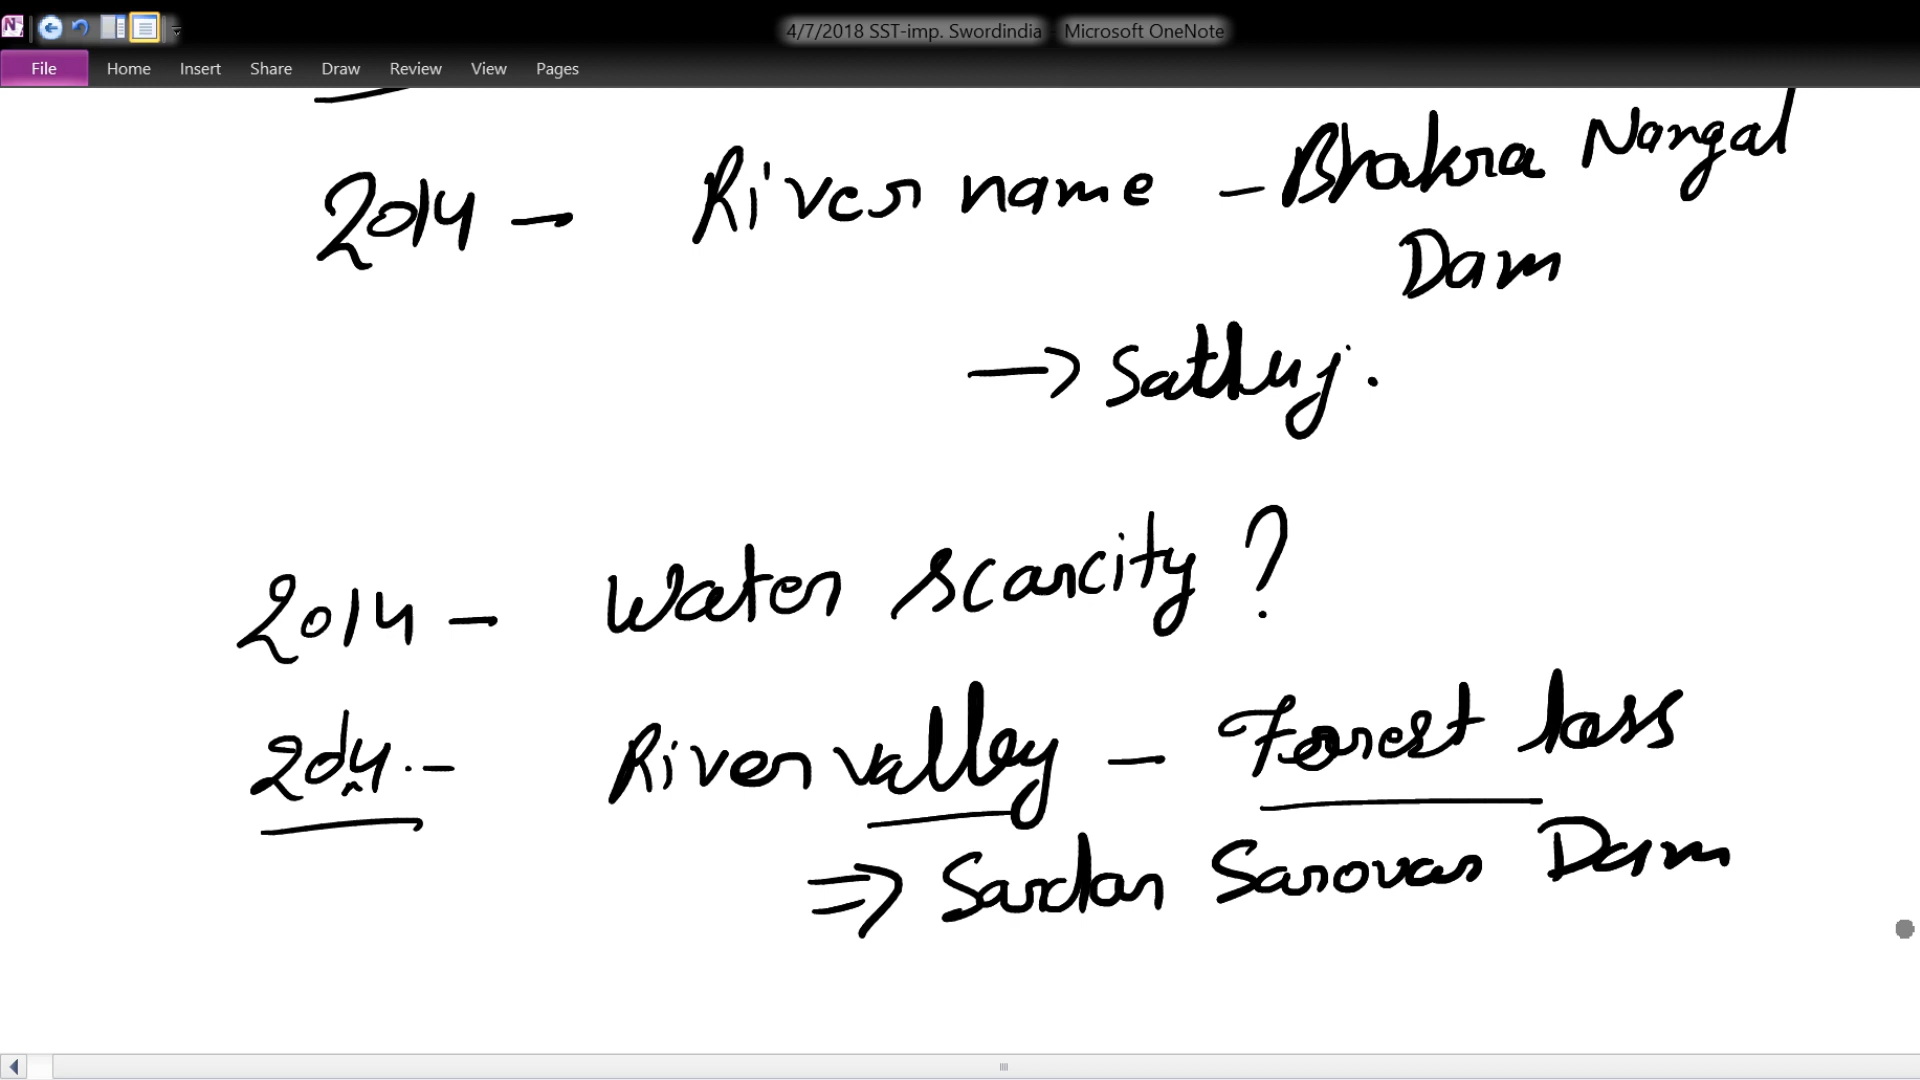 4/7/2018 SST-imp. Swordindia - Microsoft OneNote
File Home Insert Share Draw Review View Pages
2014 - River name - Bhakra Nangal
Dam
→ Sathuj.
2014 - Water scarcity ?
2014 - River valley - Forest loss
⇒ Sardar Sarovar Dam